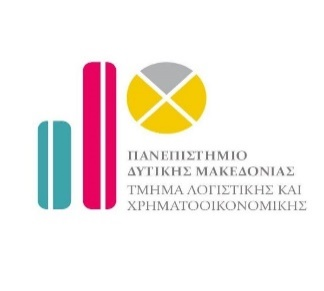 ΠΑΝΕΠΙΣΤΗΜΙΟ
ΔΥΤΙΚΗΣ ΜΑΚΕΔΟΝΙΑΣ
ΤΜΗΜΑ ΛΟΓΙΣΤΙΚΗΣ ΚΑΙ
ΧΡΗΜΑΤΟΟΙΚΟΝΟΜΙΚΗΣ